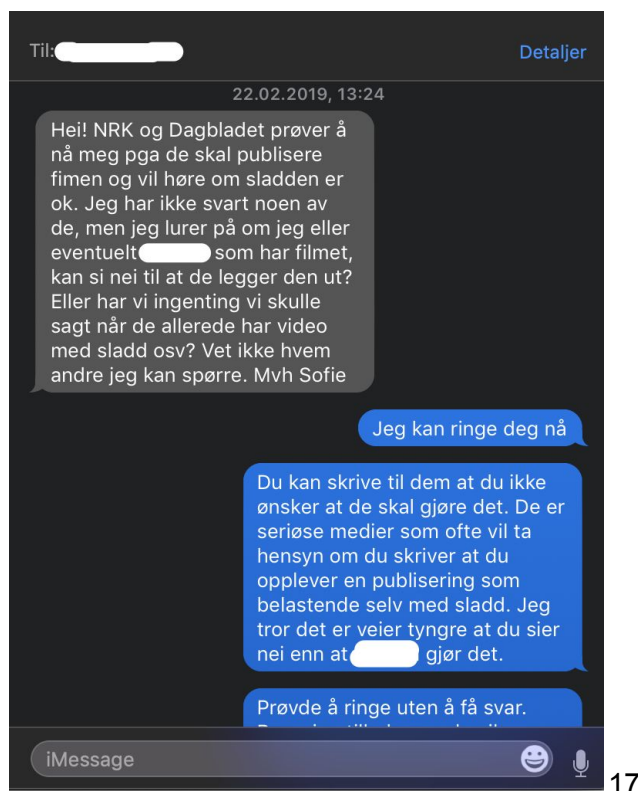 Til:
Detaljer
22.02.2019, 13:24
Hei! NRK og Dagbladet prøver å
nå meg pga de skal publisere
fimen og vil høre om sladden er
ok. Jeg har ikke svart noen av
de, men jeg lurer på om jeg eller
eventuelt som har filmet,
kan si nei til at de legger den ut?
Eller har vi ingenting vi skulle
sagt når de allerede har video
med sladd osv? Vet ikke hvem
andre jeg kan spørre. Mvh Sofie
Jeg kan ringe deg nå
Du kan skrive til dem at du ikke
ønsker at de skal gjøre det. De er
seriøse medier som ofte vil ta
hensyn om du skriver at du
opplever en publisering som
belastende selv med sladd. Jeg
tror det er veier tyngre at du sier
nei enn at gjør det.
Prøvde å ringe uten å få svar.
iMessage
17